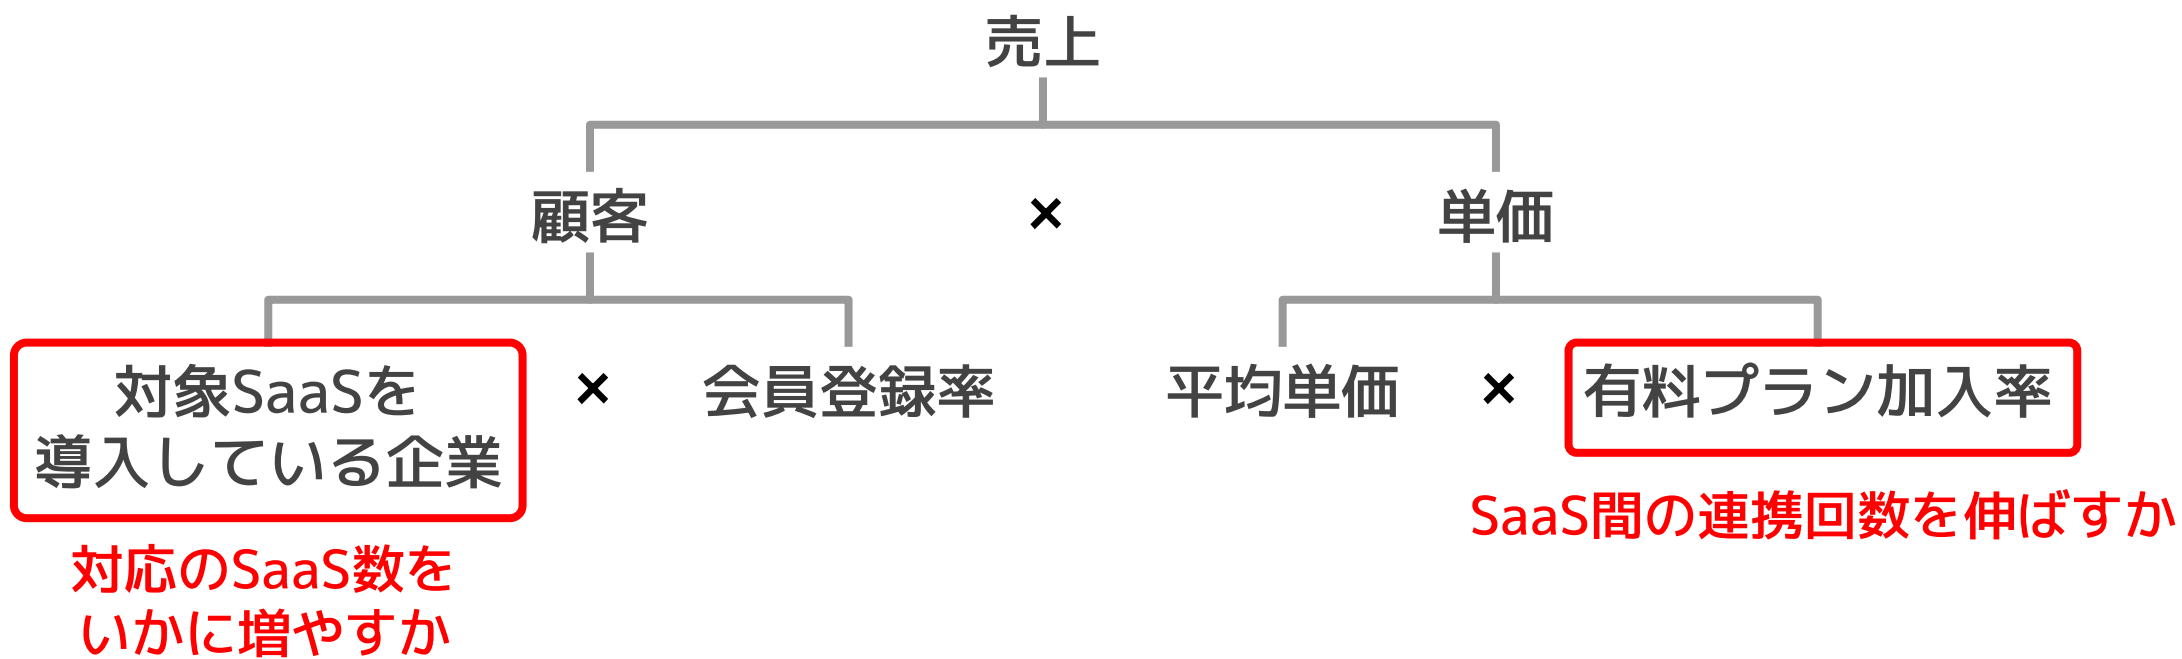 売上
顧客 × 単価
対象SaaSを
導入している企業 × 会員登録率 平均単価 × 有料プラン加入率
対応のSaaS数を
いかに増やすか
SaaS間の連携回数を伸ばすか